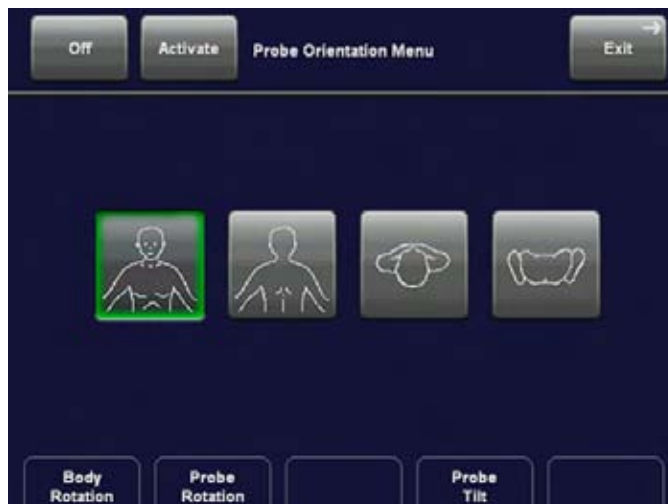 Off
Activate
Probe Orientation Menu
Exit
Body
Rotation
Probe
Rotation
Probe
Tilt